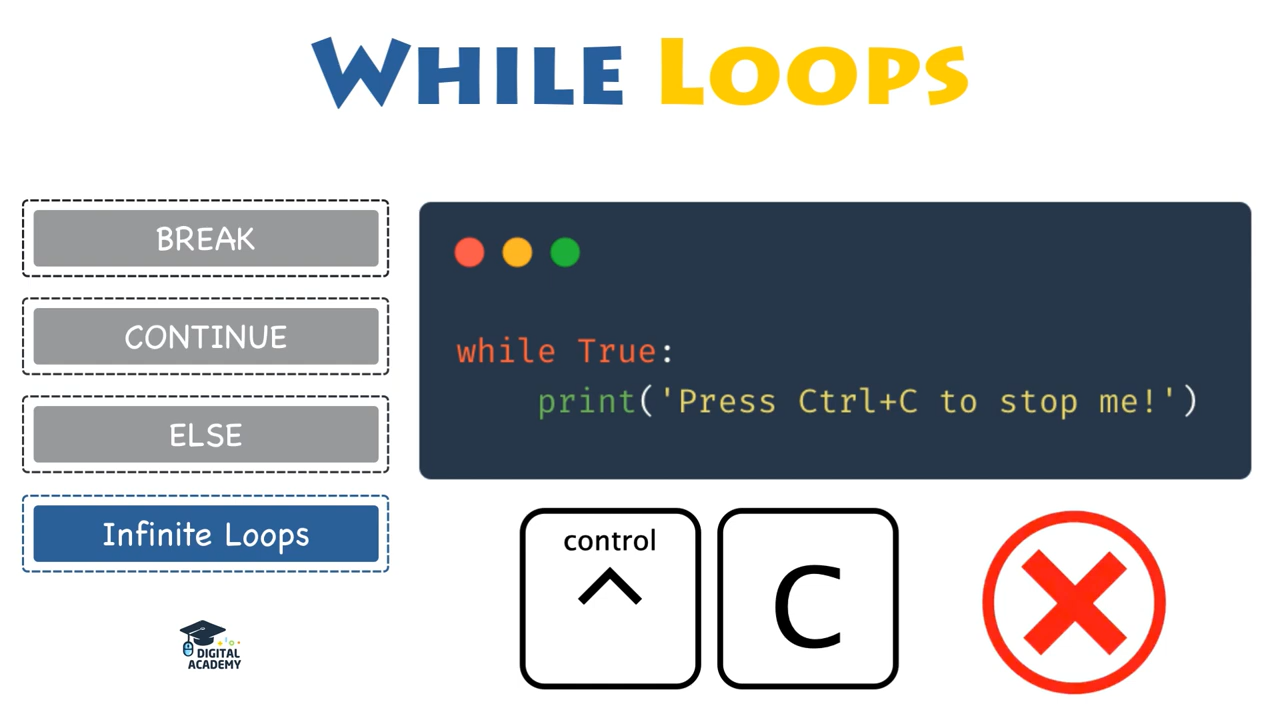 WHILE LOOPS
BREAK
CONTINUE
ELSE
Infinite Loops
while True:
    print('Press Ctrl+C to stop me!')
control
^
C
DIGITAL
ACADEMY